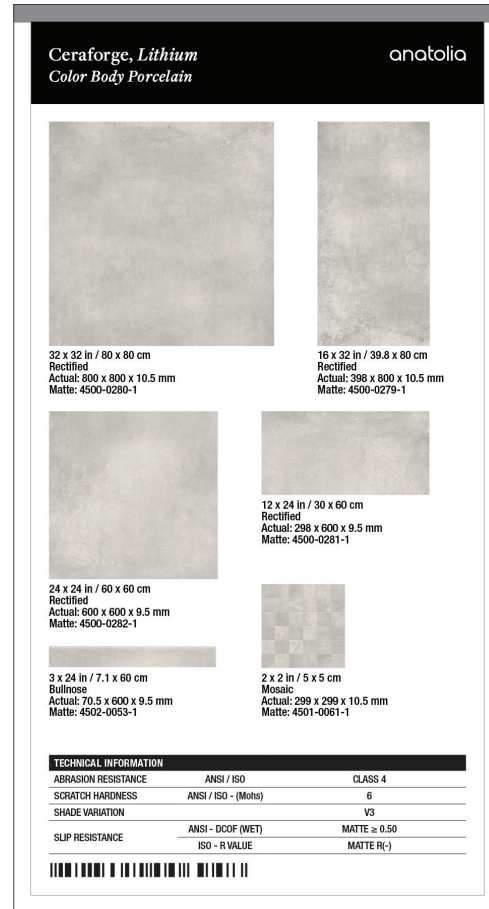 Ceraforge, Lithium
Color Body Porcelain
anatolia
32 x 32 in / 80 x 80 cm
Rectified
Actual: 800 x 800 x 10.5 mm
Matte: 4500-0280-1
16 x 32 in / 39.8 x 80 cm
Rectified
Actual: 398 x 800 x 10.5 mm
Matte: 4500-0279-1
12 x 24 in / 30 x 60 cm
Rectified
Actual: 298 x 600 x 9.5 mm
Matte: 4500-0281-1
24 x 24 in / 60 x 60 cm
Rectified
Actual: 600 x 600 x 9.5 mm
Matte: 4500-0282-1
3 x 24 in / 7.1 x 60 cm
Bullnose
Actual: 70.5 x 600 x 9.5 mm
Matte: 4502-0053-1
2 x 2 in / 5 x 5 cm
Mosaic
Actual: 299 x 299 x 10.5 mm
Matte: 4501-0061-1
TECHNICAL INFORMATION
ABRASION RESISTANCE ANSI / ISO CLASS 4
SCRATCH HARDNESS ANSI / ISO - (Mohs) 6
SHADE VARIATION V3
SLIP RESISTANCE ANSI - DCOF (WET) MATTE ≥ 0.50
ISO - R VALUE MATTE R(-)